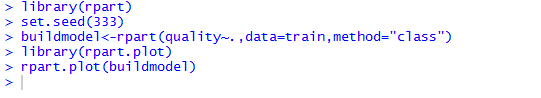 > library(rpart)
> set.seed(333)
> buildmodel<-rpart(quality~.,data=train,method="class")
> library(rpart.plot)
> rpart.plot(buildmodel)
>